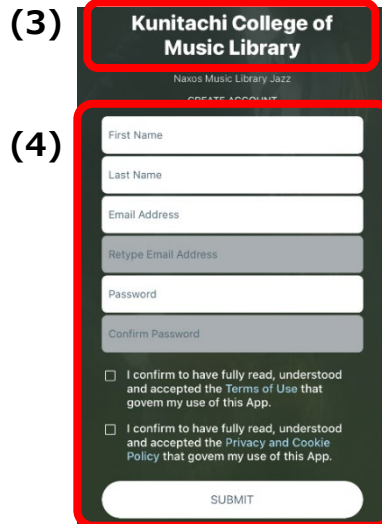 (3)
Kunitachi College of
Music Library
Naxos Music Library Jazz
CREATE ACCOUNT
(4)
First Name
Last Name
Email Address
Retype Email Address
Password
Confirm Password
I confirm to have fully read, understood
and accepted the Terms of Use that
govem my use of this App.
I confirm to have fully read, understood
and accepted the Privacy and Cookie
Policy that govem my use of this App.
SUBMIT